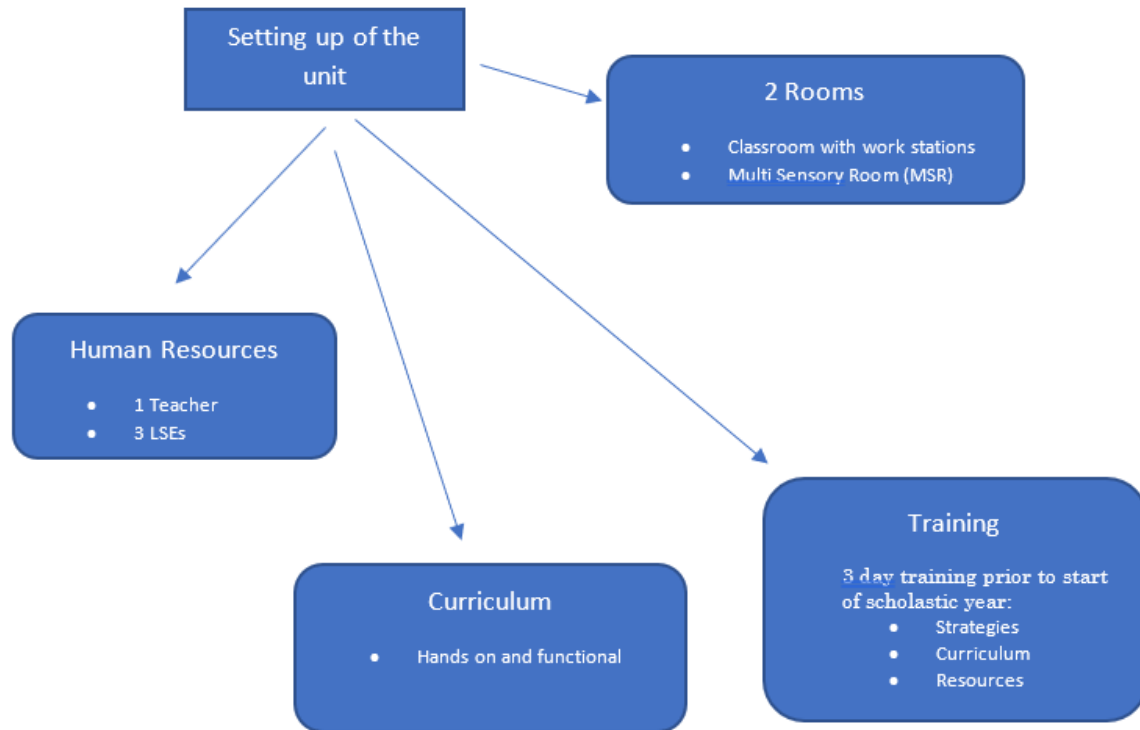 Setting up of the
unit
2 Rooms
• Classroom with work stations
• Multi Sensory Room (MSR)
Human Resources
• 1 Teacher
• 3 LSEs
Curriculum
• Hands on and functional
Training
3 day training prior to start
of scholastic year:
• Strategies
• Curriculum
• Resources